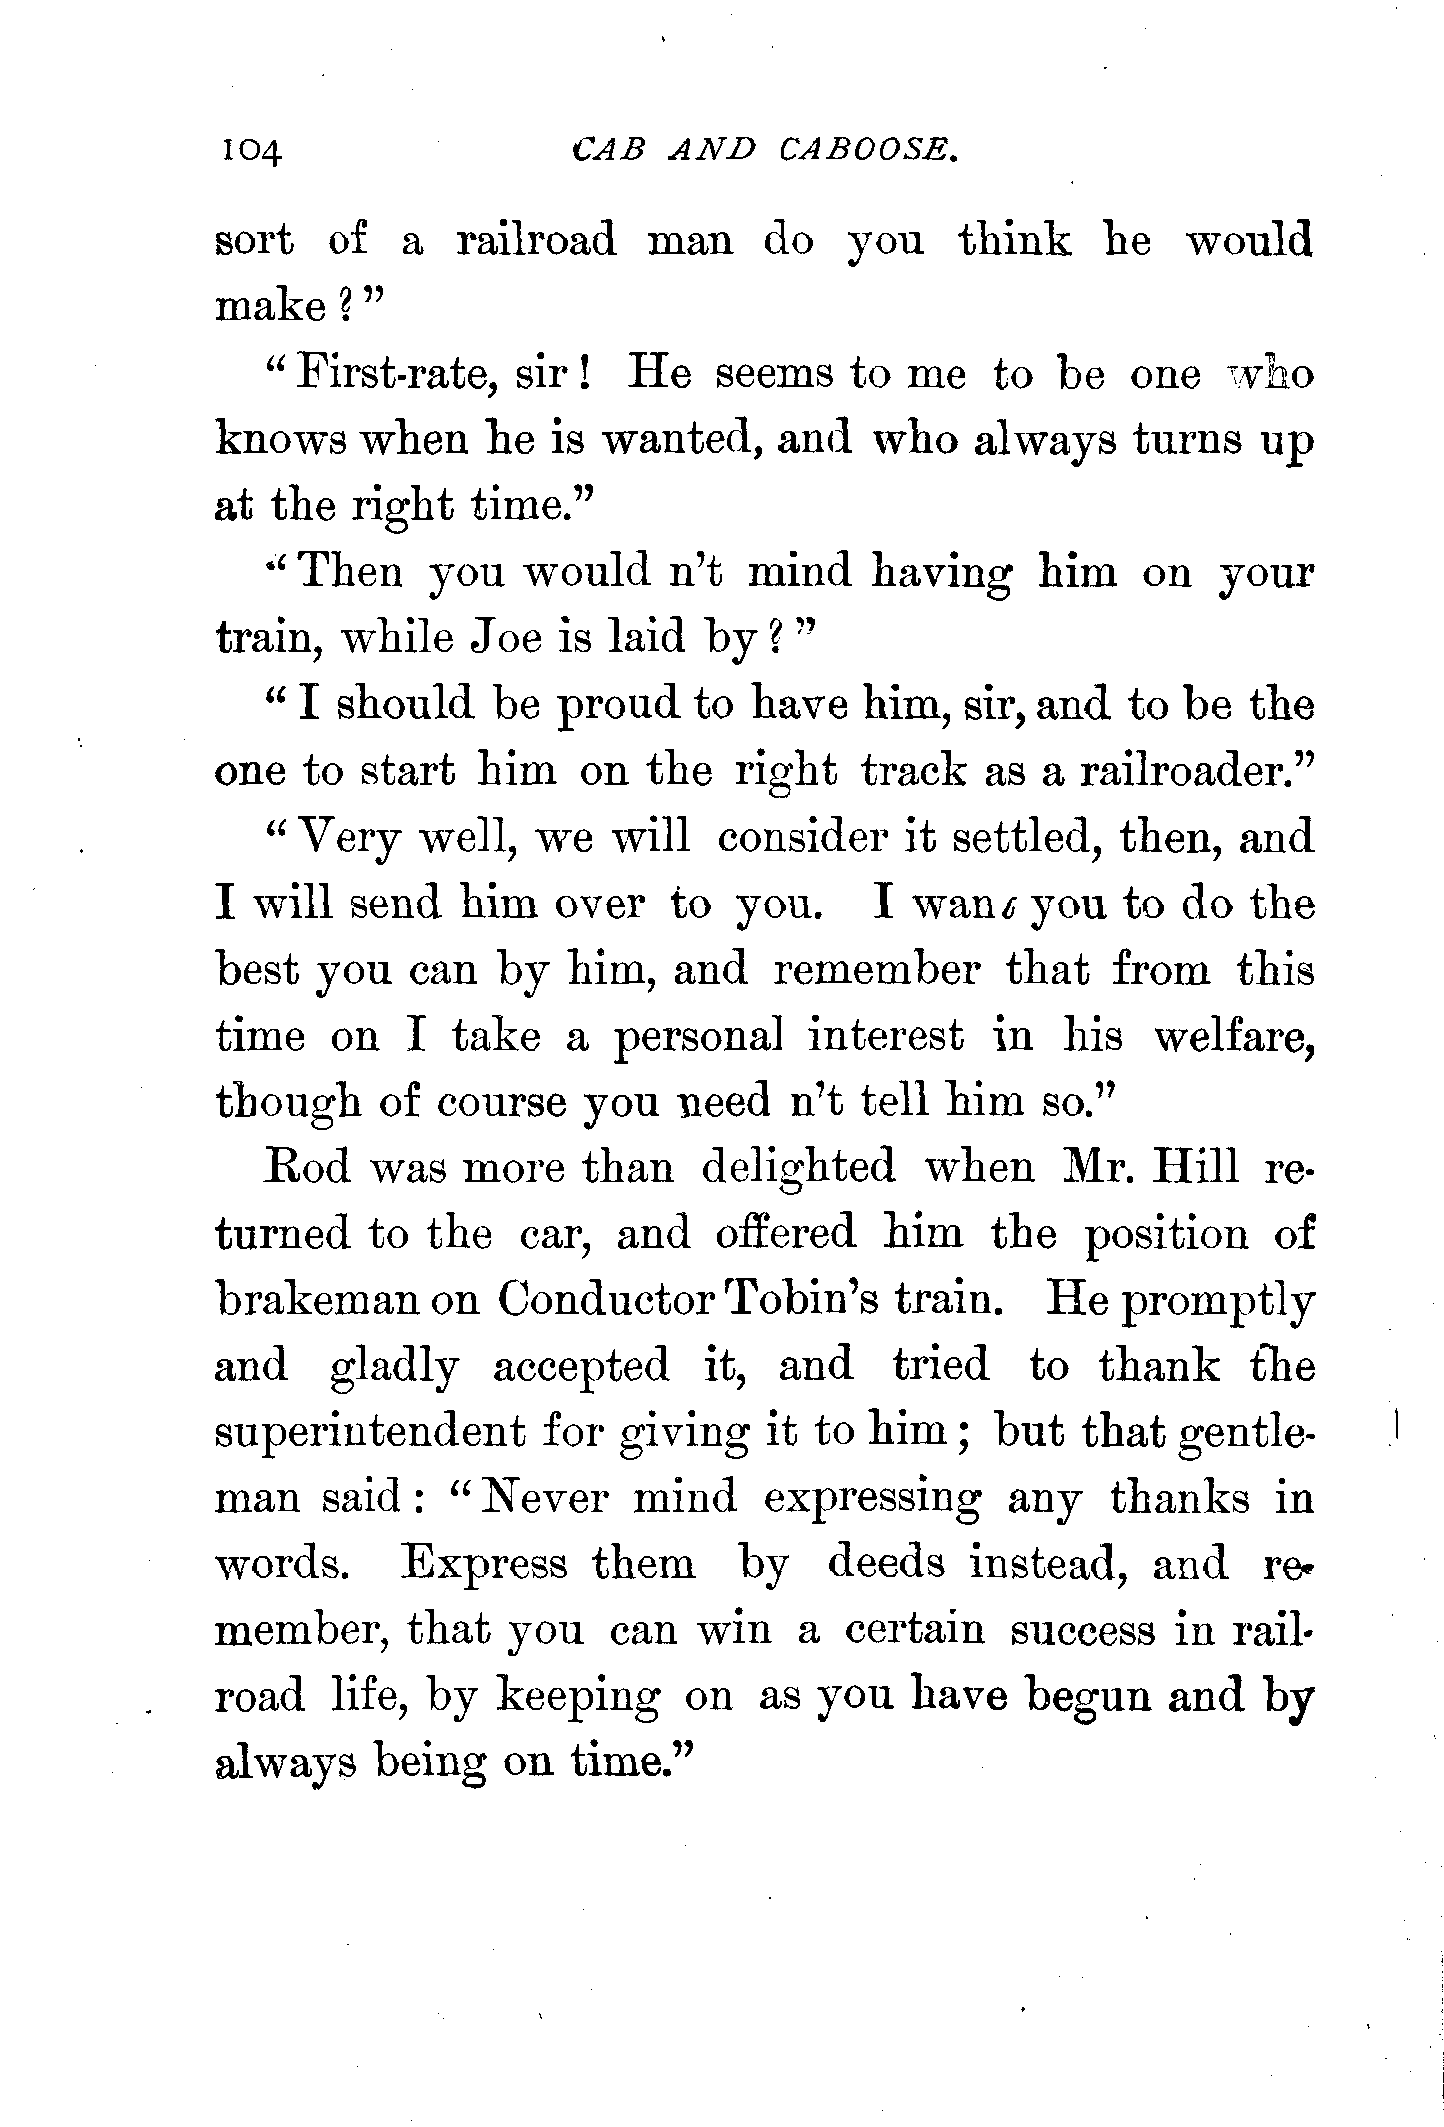 104 CAB AND CABOOSE.
sort of a railroad man do you think he would
make ? ”
“ First-rate, sir ! He seems to me to be one who
knows when he is wanted, and who always turns up
at the right time.”
“ Then you would n’t mind having him on your
train, while Joe is laid by ? ”
“ I should be proud to have him, sir, and to be the
one to start him on the right track as a railroader.”
“ Very well, we will consider it settled, then, and
I will send him over to you. I want you to do the
best you can by him, and remember that from this
time on I take a personal interest in his welfare,
though of course you need n’t tell him so.”
Rod was more than delighted when Mr. Hill re-
turned to the car, and offered him the position of
brakeman on Conductor Tobin’s train. He promptly
and gladly accepted it, and tried to thank the
superintendent for giving it to him ; but that gentle-
man said : “ Never mind expressing any thanks in
words. Express them by deeds instead, and re-
member, that you can win a certain success in rail-
road life, by keeping on as you have begun and by
always being on time.”